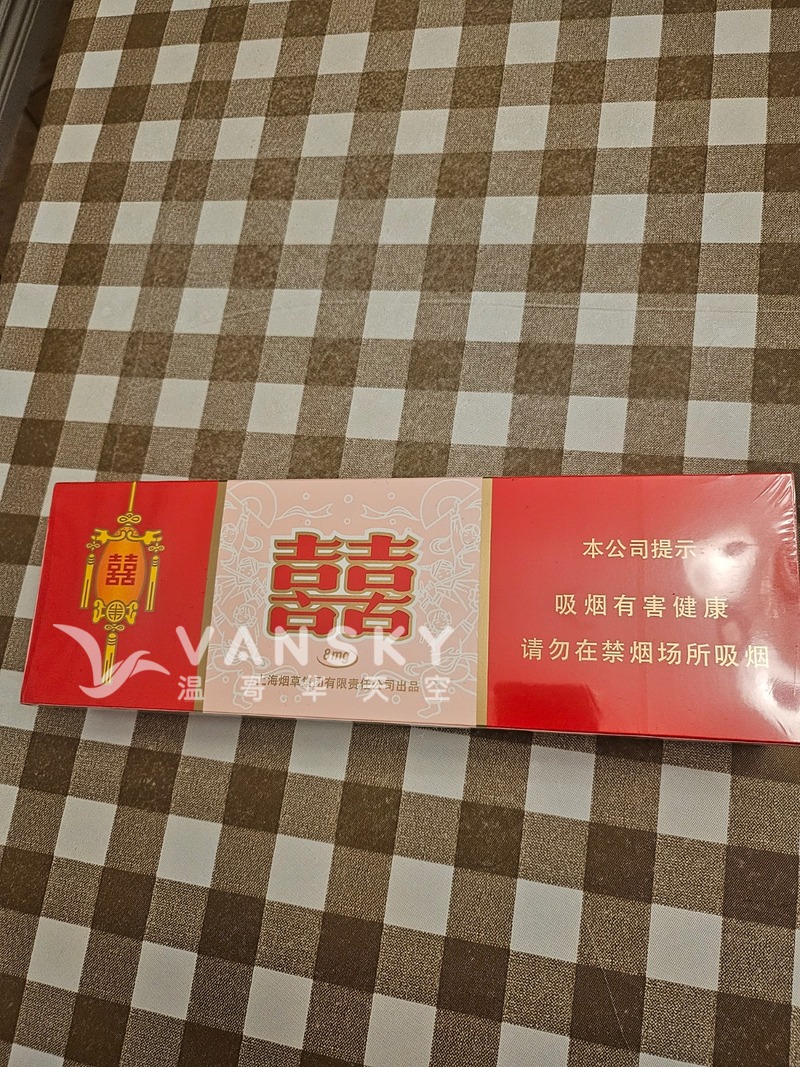 囍
囍
8mg
上海烟草集团有限责任公司出品
本公司提示
吸烟有害健康
请勿在禁烟场所吸烟
VANSKY
温哥华天空